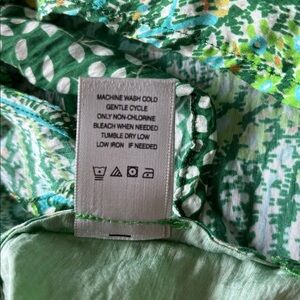 MACHINE WASH COLD
GENTLE CYCLE
ONLY NON-CHLORINE
BLEACH WHEN NEEDED
TUMBLE DRY LOW
LOW IRON IF NEEDED